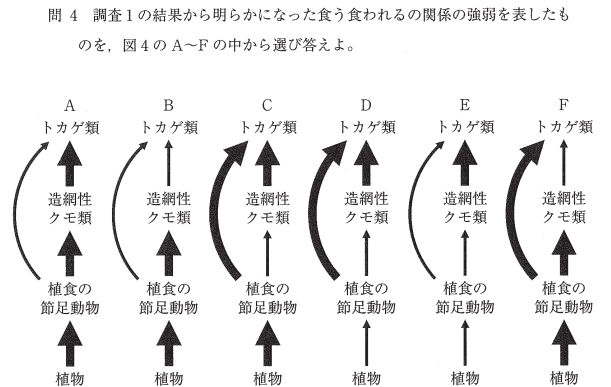 問 4　調査1の結果から明らかになった食う食われるの関係の強弱を表したも
のを，図4のA～Fの中から選び答えよ。
A　B　C　D　E　F
トカゲ類　トカゲ類　トカゲ類　トカゲ類　トカゲ類　トカゲ類
造網性　造網性　造網性　造網性　造網性　造網性
クモ類　クモ類　クモ類　クモ類　クモ類　クモ類
植食の　植食の　植食の　植食の　植食の　植食の
節足動物　節足動物　節足動物　節足動物　節足動物　節足動物
植物　植物　植物　植物　植物　植物